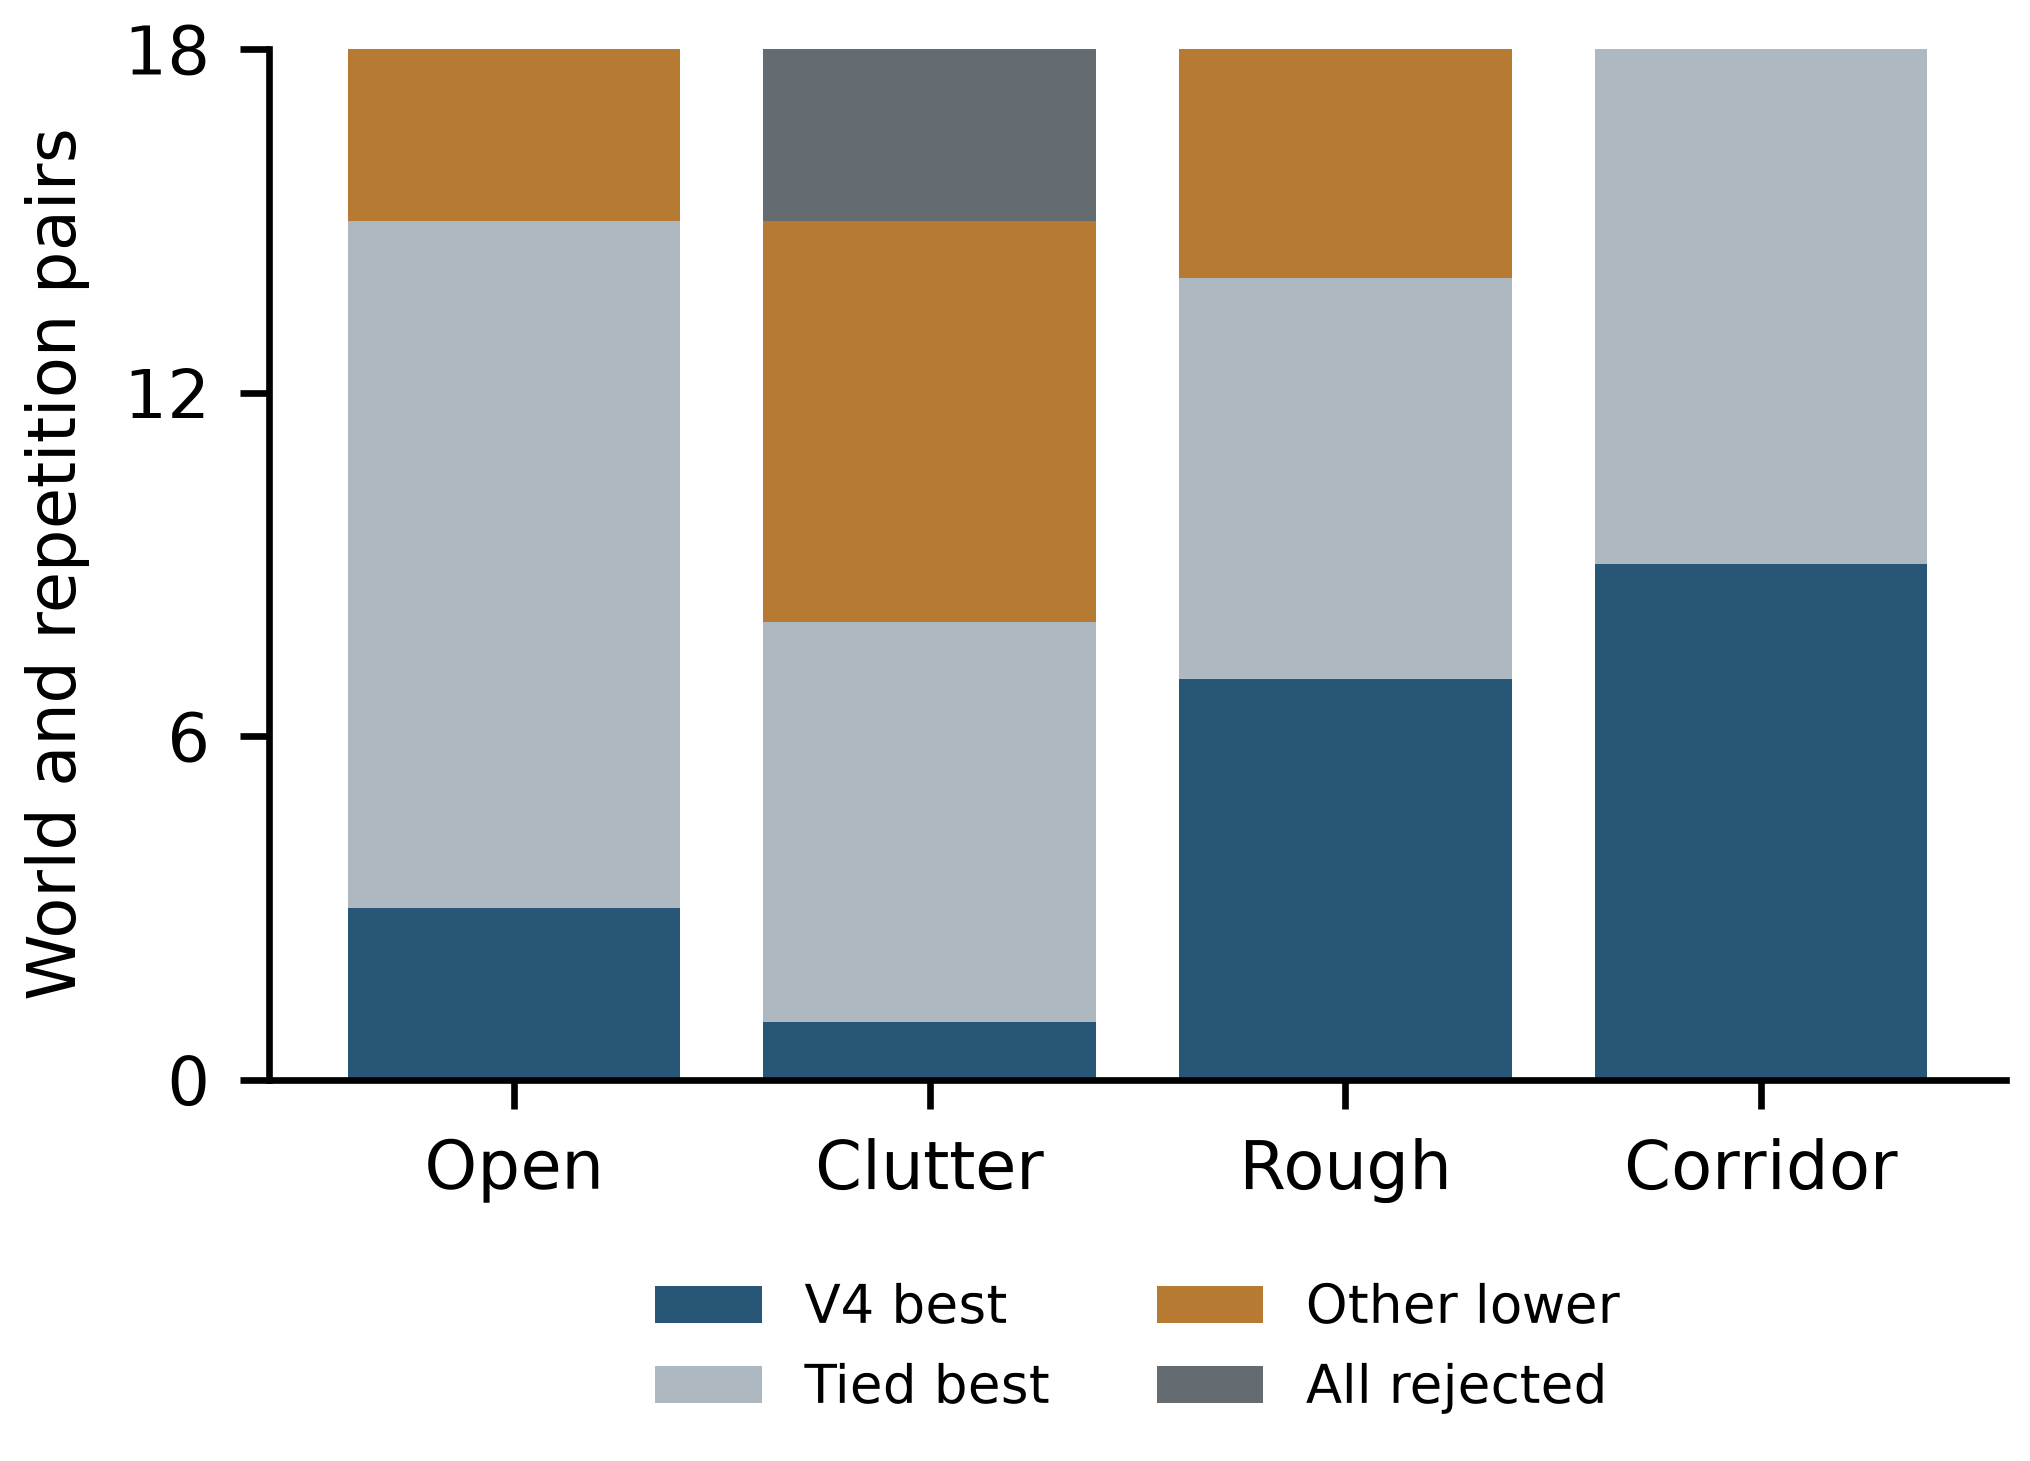 World and repetition pairs
18
12
6
0
Open
Clutter
Rough
Corridor
V4 best
Other lower
Tied best
All rejected